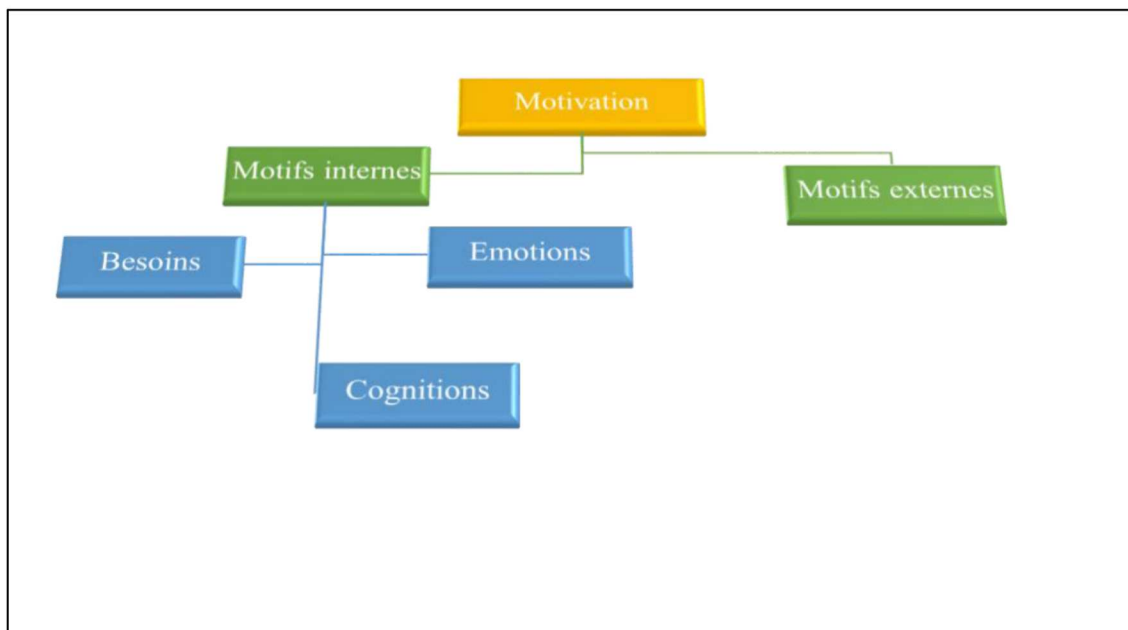 Motivation
Motifs internes
Motifs externes
Besoins
Emotions
Cognitions